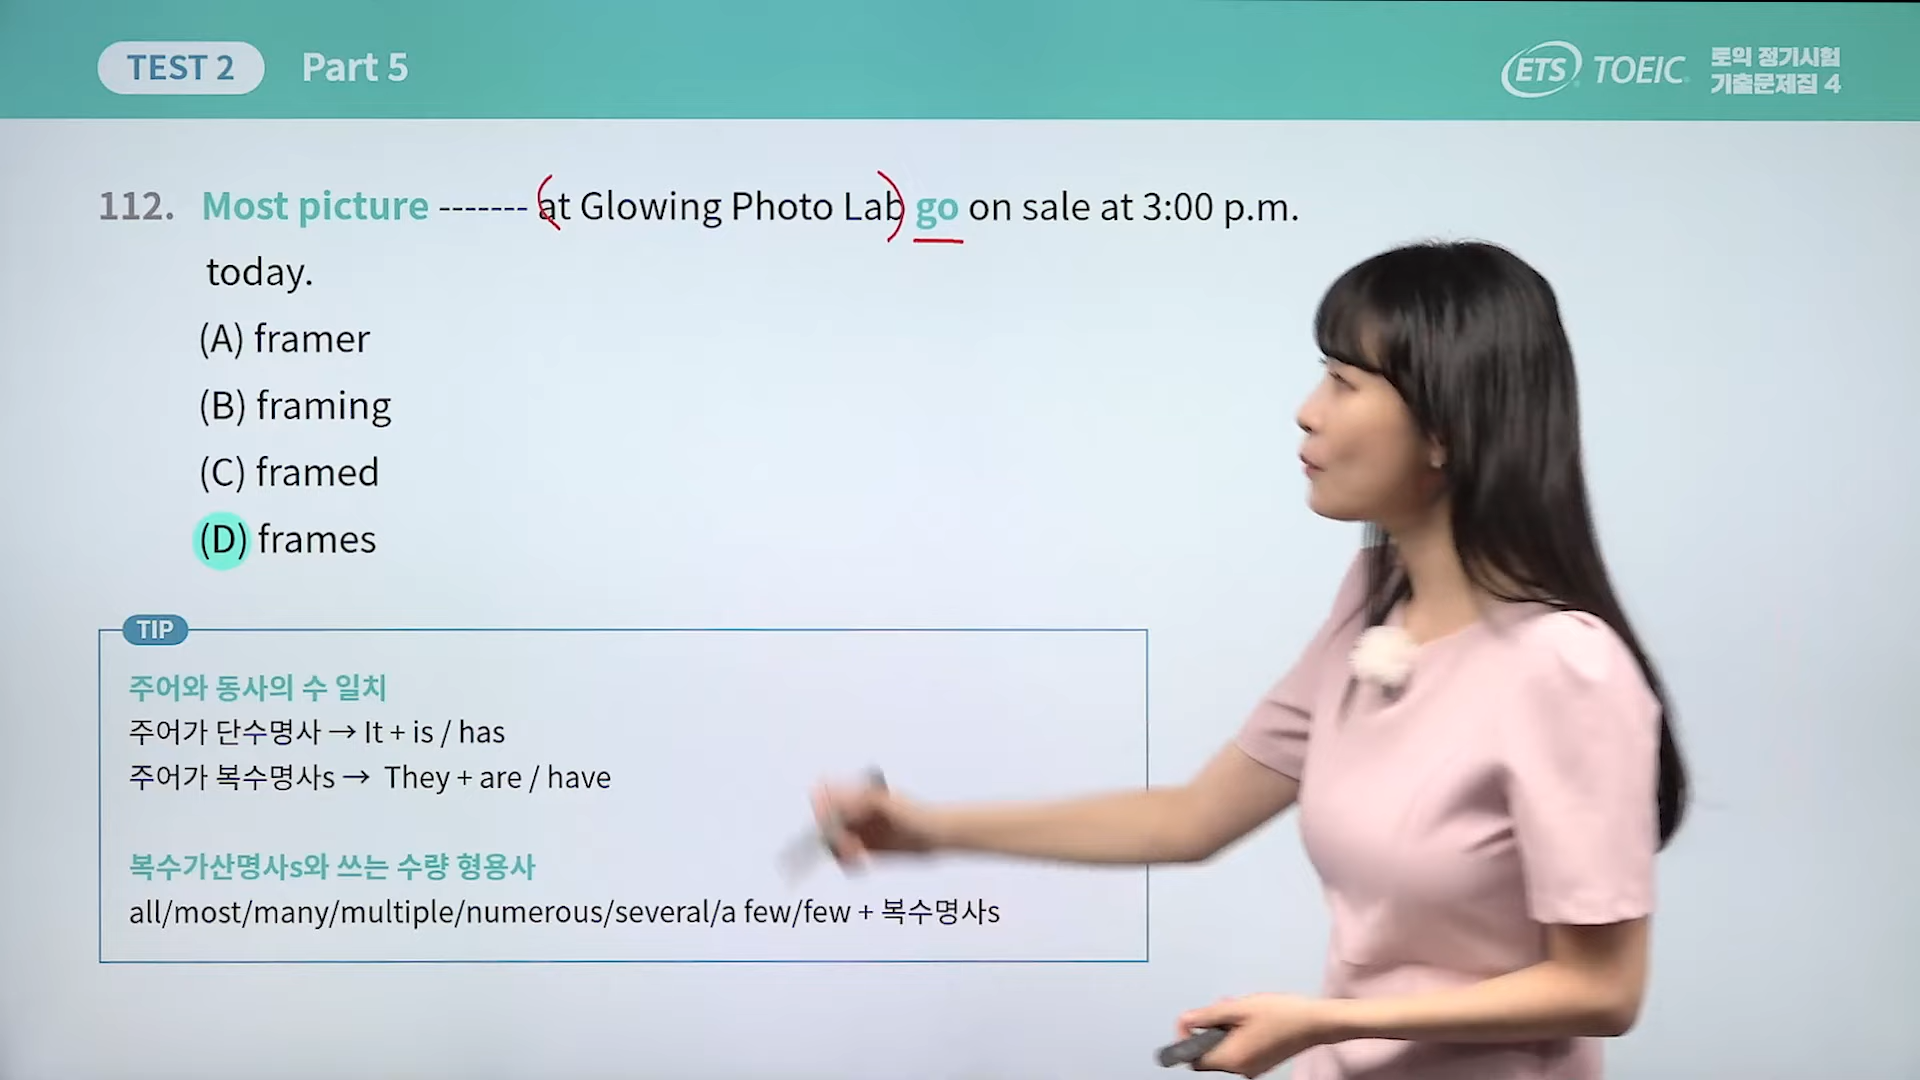 TEST 2 Part 5
ETS TOEIC 토익 정기시험
기출문제집 4
112. Most picture ------- at Glowing Photo Lab go on sale at 3:00 p.m.
today.
(A) framer
(B) framing
(C) framed
(D) frames
TIP
주어와 동사의 수 일치
주어가 단수명사 → It + is / has
주어가 복수명사s → They + are / have
복수가산명사s와 쓰는 수량 형용사
all/most/many/multiple/numerous/several/a few/few + 복수명사s